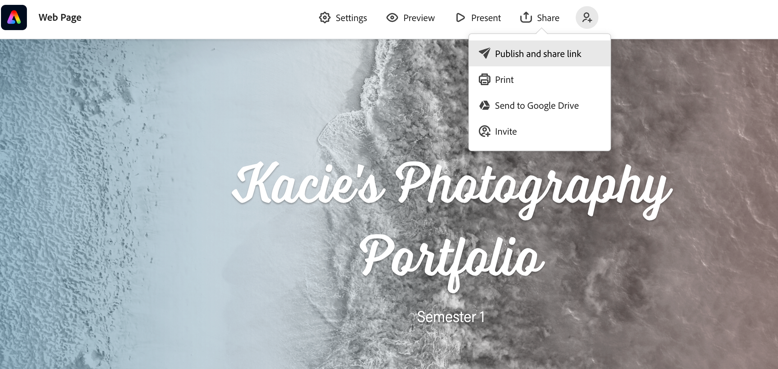 Web Page
Settings
Preview
Present
Share
Publish and share link
Print
Send to Google Drive
Invite
Kacie's Photography
Portfolio
Semester 1